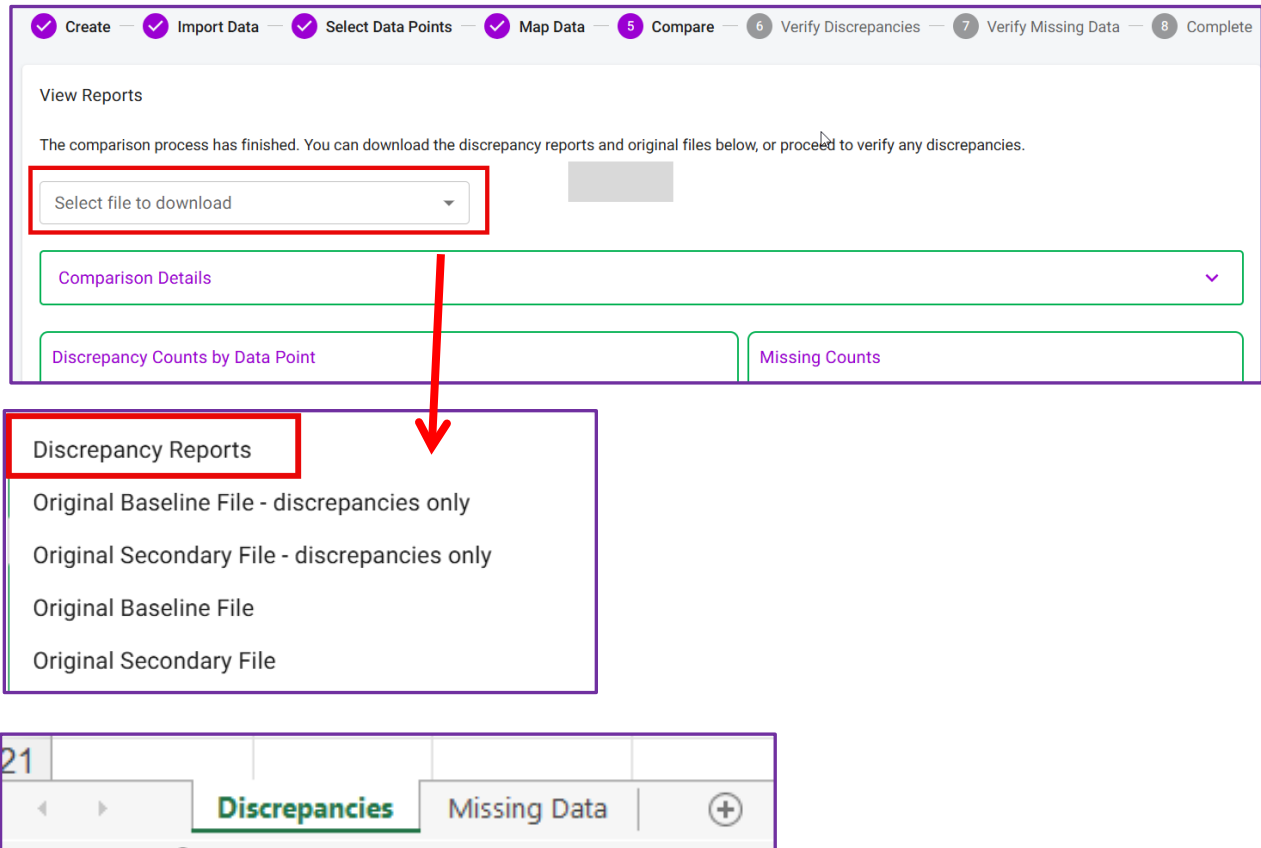 Create Import Data Select Data Points Map Data 5 Compare 6 Verify Discrepancies 7 Verify Missing Data 8 Complete
View Reports
The comparison process has finished. You can download the discrepancy reports and original files below, or proceed to verify any discrepancies.
Select file to download
Comparison Details
Discrepancy Counts by Data Point
Missing Counts
Discrepancy Reports
Original Baseline File - discrepancies only
Original Secondary File - discrepancies only
Original Baseline File
Original Secondary File
21
Discrepancies Missing Data